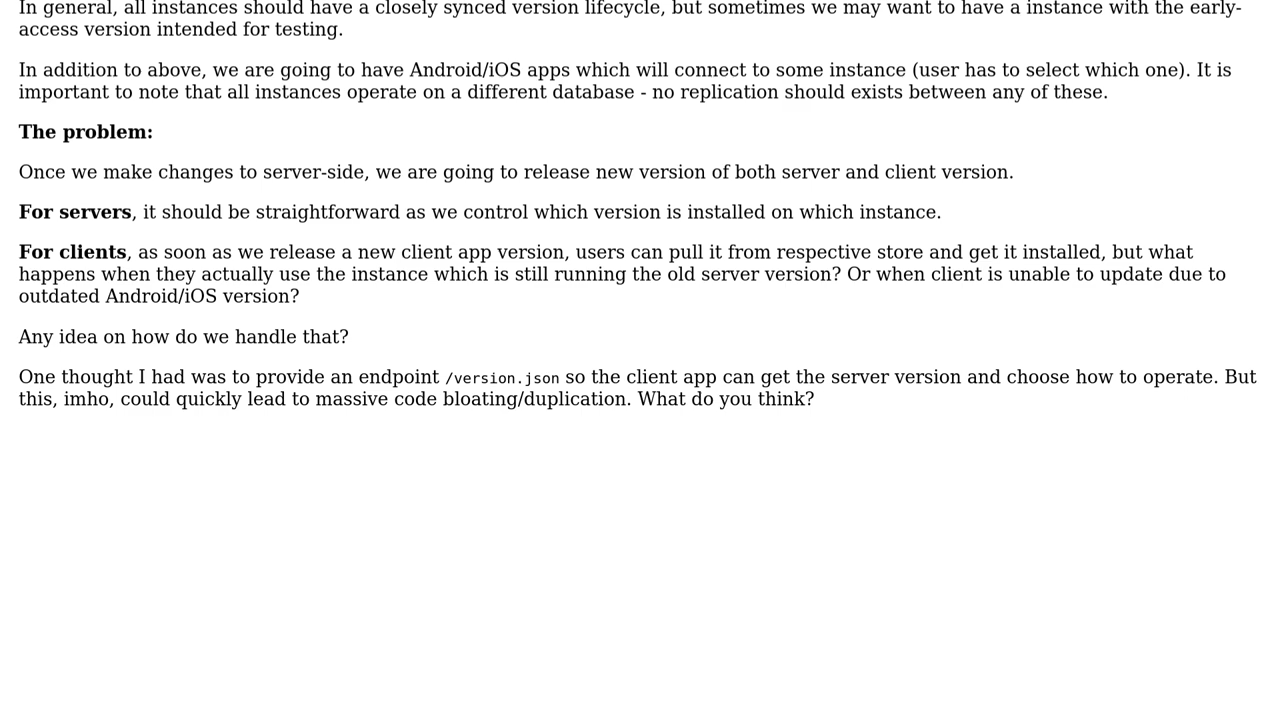 In general, all instances should have a closely synced version lifecycle, but sometimes we may want to have a instance with the early-
access version intended for testing.
In addition to above, we are going to have Android/iOS apps which will connect to some instance (user has to select which one). It is
important to note that all instances operate on a different database - no replication should exists between any of these.
The problem:
Once we make changes to server-side, we are going to release new version of both server and client version.
For servers, it should be straightforward as we control which version is installed on which instance.
For clients, as soon as we release a new client app version, users can pull it from respective store and get it installed, but what
happens when they actually use the instance which is still running the old server version? Or when client is unable to update due to
outdated Android/iOS version?
Any idea on how do we handle that?
One thought I had was to provide an endpoint /version.json so the client app can get the server version and choose how to operate. But
this, imho, could quickly lead to massive code bloating/duplication. What do you think?